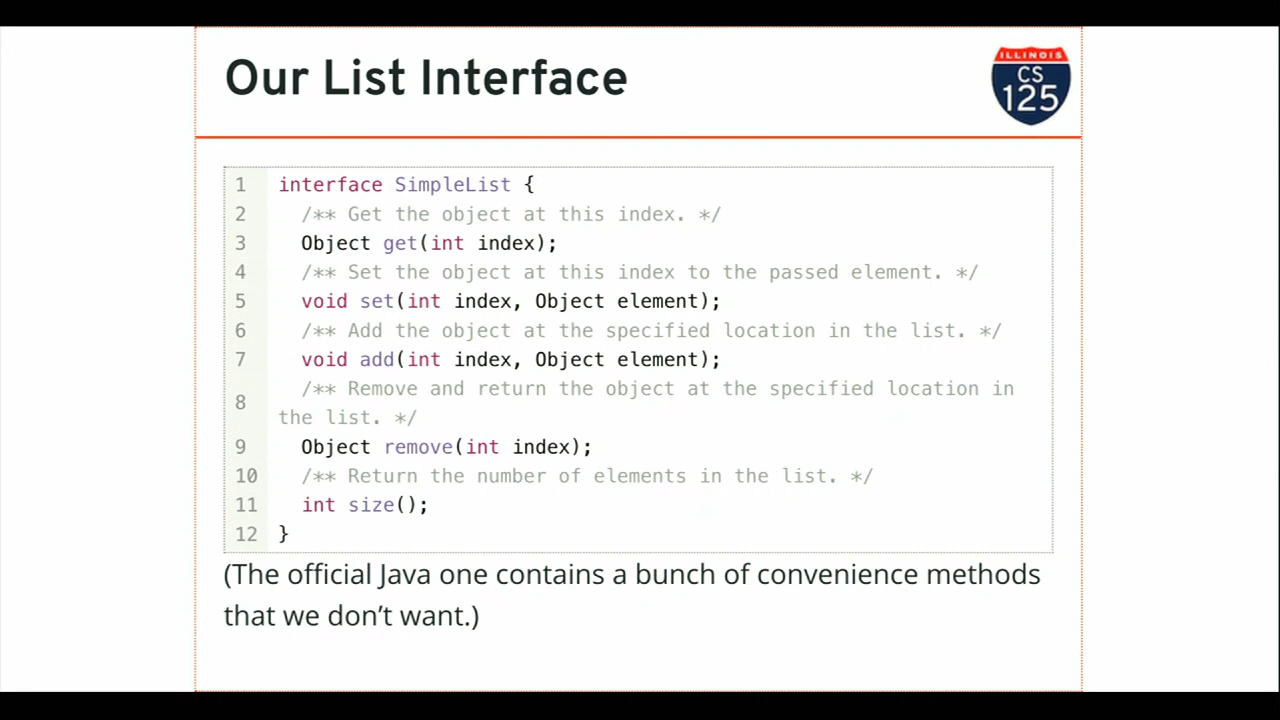 Our List Interface
ILLINOIS
CS
125
1 interface SimpleList {
2 /** Get the object at this index. */
3 Object get(int index);
4 /** Set the object at this index to the passed element. */
5 void set(int index, Object element);
6 /** Add the object at the specified location in the list. */
7 void add(int index, Object element);
8 /** Remove and return the object at the specified location in
the list. */
9 Object remove(int index);
10 /** Return the number of elements in the list. */
11 int size();
12 }
(The official Java one contains a bunch of convenience methods
that we don’t want.)